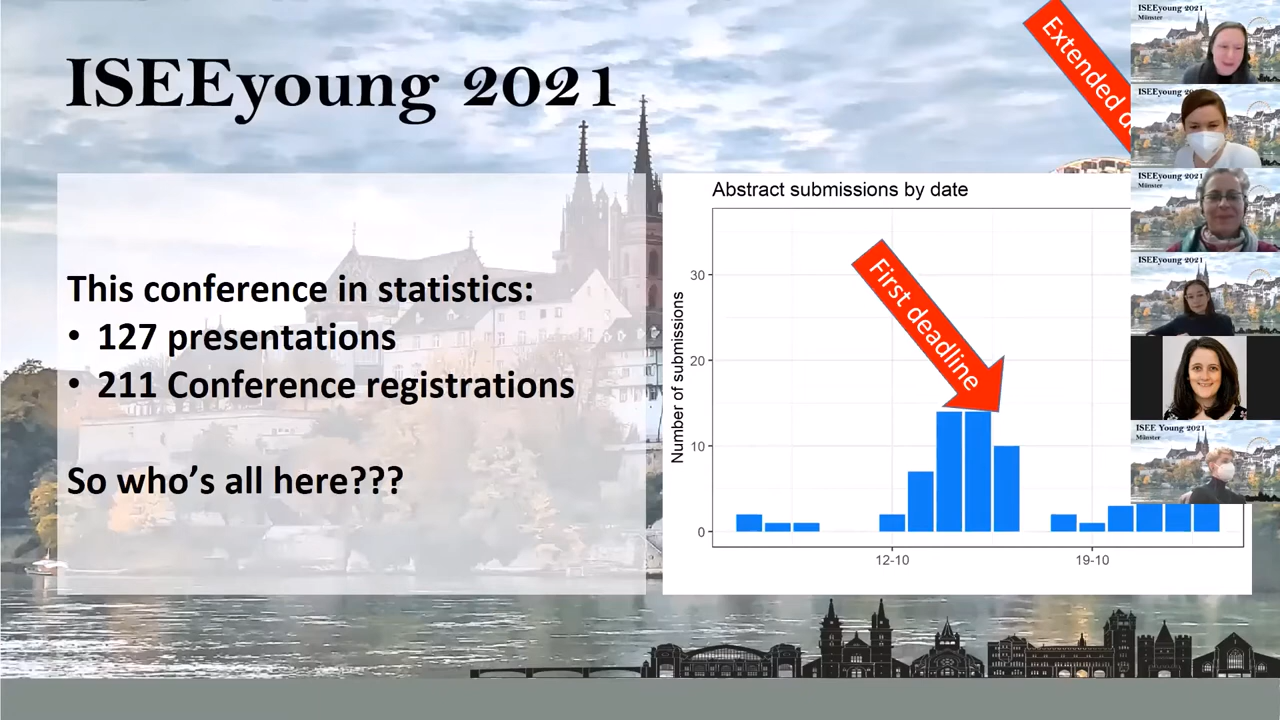 ISEEyoung 2021
This conference in statistics:
• 127 presentations
• 211 Conference registrations
So who's all here???
Abstract submissions by date
Number of submissions
30
20
10
0
12-10
19-10
First deadline
Extended
ISEEyoung 2021
Münster
ISEEyoung
ISEEyoung 2021
Münster
ISEEyoung 2021
Münster
ISEE Young 2021
Münster